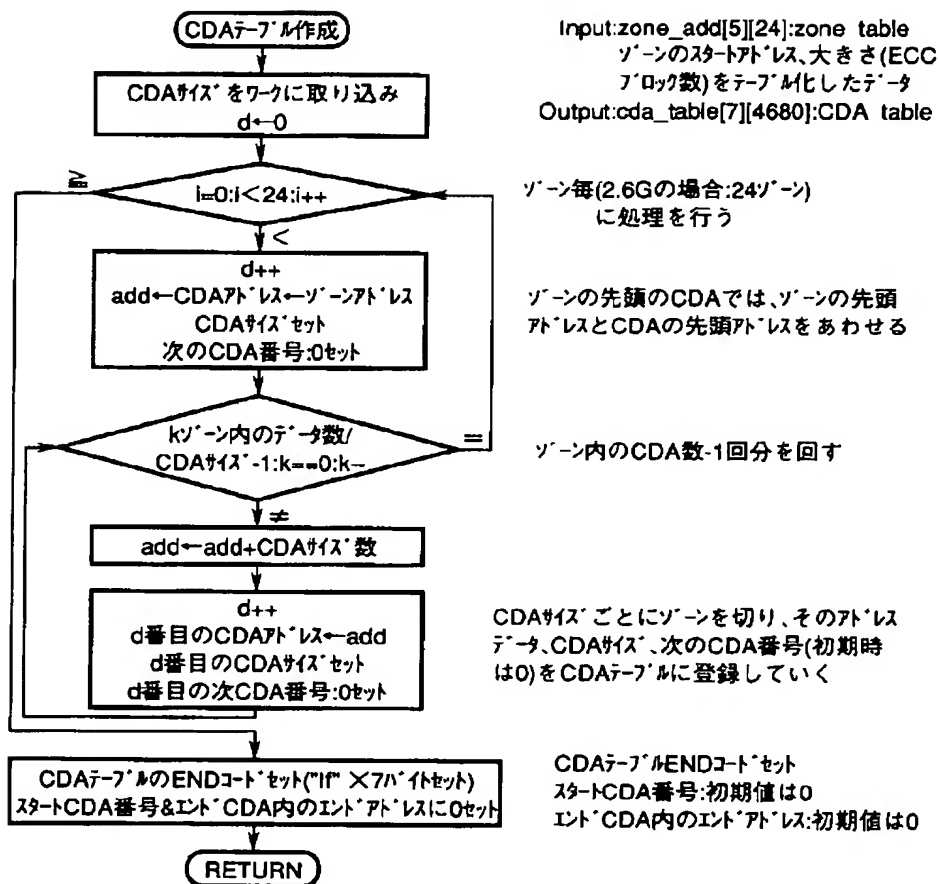 CDAテーブル作成
Input:zone_add[5][24]:zone table
ゾーンのスタートアドレス、大きさ(ECC
ブロック数)をテーブル化したデータ
Output:cda_table[7][4680]:CDA table
CDAサイズをワークに取り込み
d←0
≧
i=0:i<24:i++
ゾーン毎(2.6Gの場合:24ゾーン)
に処理を行う
<
d++
add←CDAアドレス←ゾーンアドレス
CDAサイズセット
次のCDA番号:0セット
ゾーンの先頭のCDAでは、ゾーンの先頭
アドレスとCDAの先頭アドレスをあわせる
kゾーン内のデータ数/
CDAサイズ-1:k==0:k--
=
ゾーン内のCDA数-1回分を回す
≠
add←add+CDAサイズ数
d++
d番目のCDAアドレス←add
d番目のCDAサイズセット
d番目の次CDA番号:0セット
CDAサイズごとにゾーンを切り、そのアドレス
データ、CDAサイズ、次のCDA番号(初期時
は0)をCDAテーブルに登録していく
CDAテーブルのENDコードセット("ff" ×7バイトセット)
スタートCDA番号&エンドCDA内のエンドアドレスに0セット
CDAテーブルENDコードセット
スタートCDA番号:初期値は0
エンドCDA内のエンドアドレス:初期値は0
RETURN